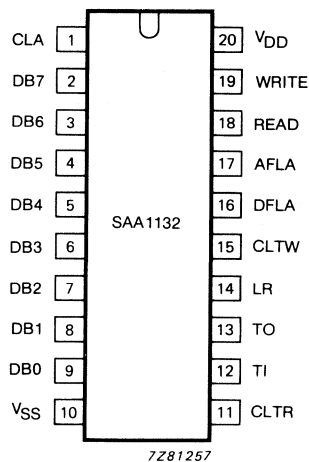 CLA 1 20 VDD
DB7 2 19 WRITE
DB6 3 18 READ
DB5 4 17 AFLA
DB4 5 16 DFLA
SAA1132
DB3 6 15 CLTW
DB2 7 14 LR
DB1 8 13 TO
DB0 9 12 TI
VSS 10 11 CLTR
7Z81257